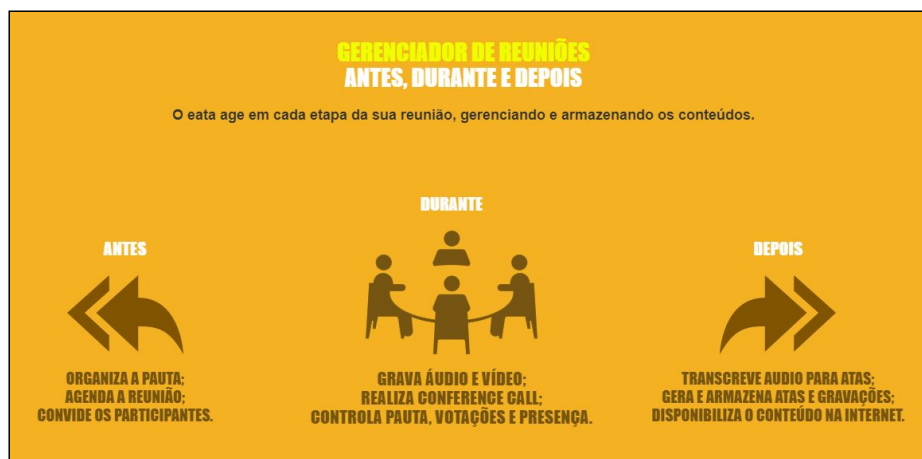 GERENCIADOR DE REUNIÕES
ANTES, DURANTE E DEPOIS
O eata age em cada etapa da sua reunião, gerenciando e armazenando os conteúdos.
ANTES
ORGANIZA A PAUTA;
AGENDA A REUNIÃO;
CONVIDE OS PARTICIPANTES.
DURANTE
GRAVA ÁUDIO E VÍDEO;
REALIZA CONFERENCE CALL;
CONTROLA PAUTA, VOTAÇÕES E PRESENÇA.
DEPOIS
TRANSCREVE AUDIO PARA ATAS;
GERA E ARMAZENA ATAS E GRAVAÇÕES;
DISPONIBILIZA O CONTEÚDO NA INTERNET.